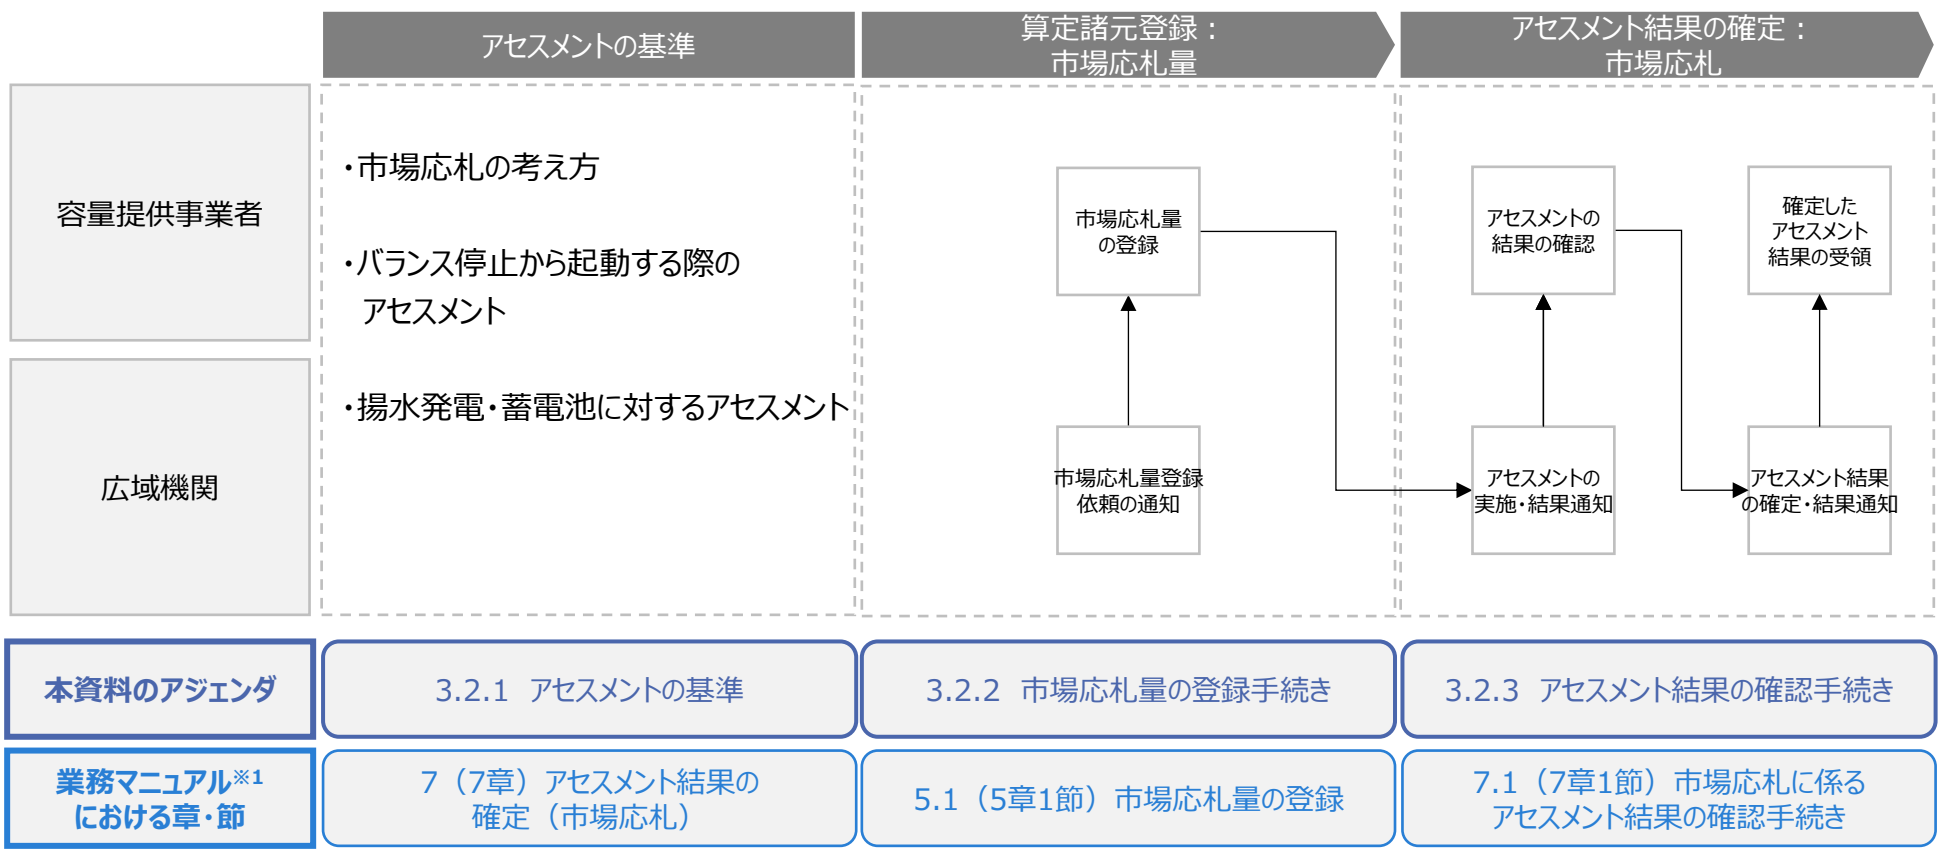 アセスメントの基準
算定諸元登録：
市場応札量
アセスメント結果の確定：
市場応札
容量提供事業者
・市場応札の考え方
・バランス停止から起動する際の
アセスメント
・揚水発電・蓄電池に対するアセスメント
市場応札量
の登録
アセスメントの
結果の確認
確定した
アセスメント
結果の受領
広域機関
市場応札量登録
依頼の通知
アセスメントの
実施・結果通知
アセスメント結果
の確定・結果通知
本資料のアジェンダ
3.2.1 アセスメントの基準
3.2.2 市場応札量の登録手続き
3.2.3 アセスメント結果の確認手続き
業務マニュアル※1
における章・節
7（7章）アセスメント結果の
確定（市場応札）
5.1（5章1節）市場応札量の登録
7.1（7章1節）市場応札に係る
アセスメント結果の確認手続き